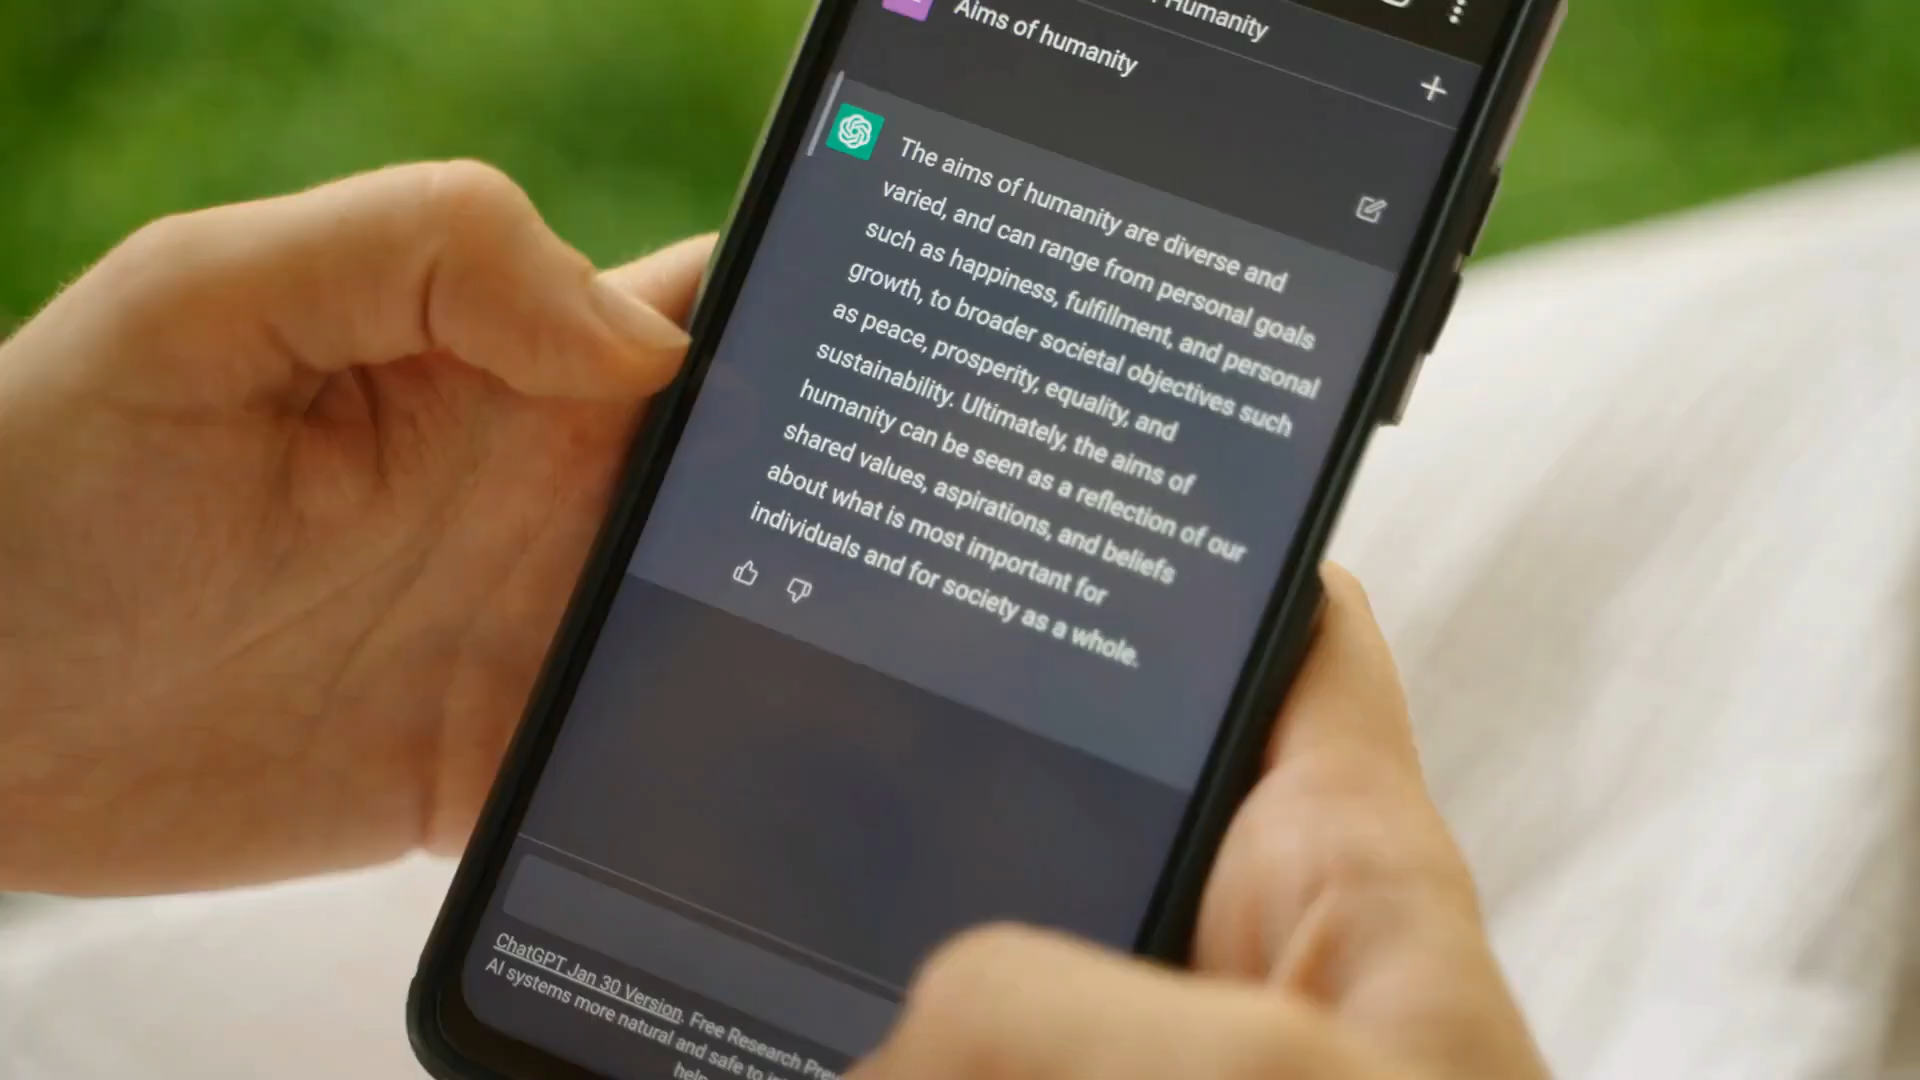 Humanity
Aims of humanity
The aims of humanity are diverse and
varied, and can range from personal goals
such as happiness, fulfillment, and personal
growth, to broader societal objectives such
as peace, prosperity, equality, and
sustainability. Ultimately, the aims of
humanity can be seen as a reflection of our
shared values, aspirations, and beliefs
about what is most important for
individuals and for society as a whole.
ChatGPT Jan 30 Version. Free Research
AI systems more natural and safe to